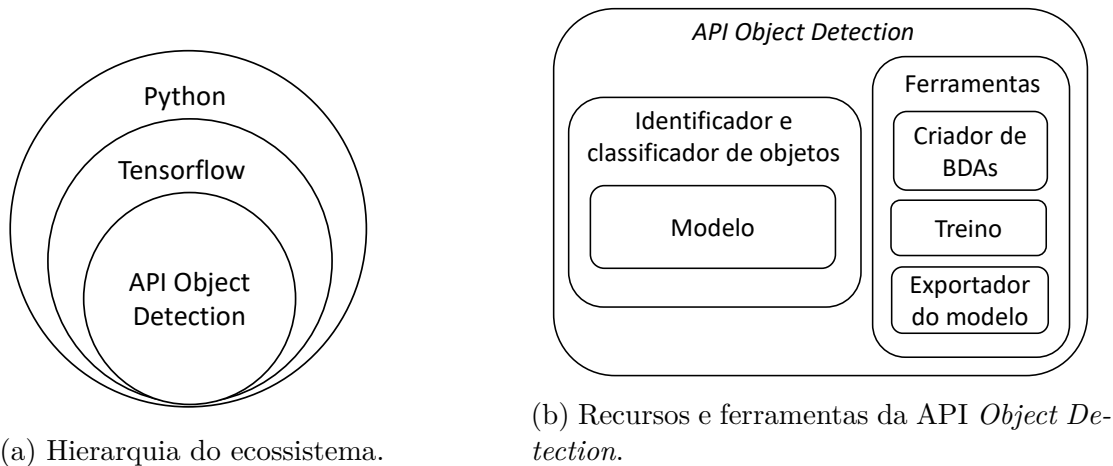 Python
Tensorflow
API Object
Detection
(a) Hierarquia do ecossistema.
API Object Detection
Identificador e
classificador de objetos
Modelo
Ferramentas
Criador de
BDAs
Treino
Exportador
do modelo
(b) Recursos e ferramentas da API Object De-
tection.